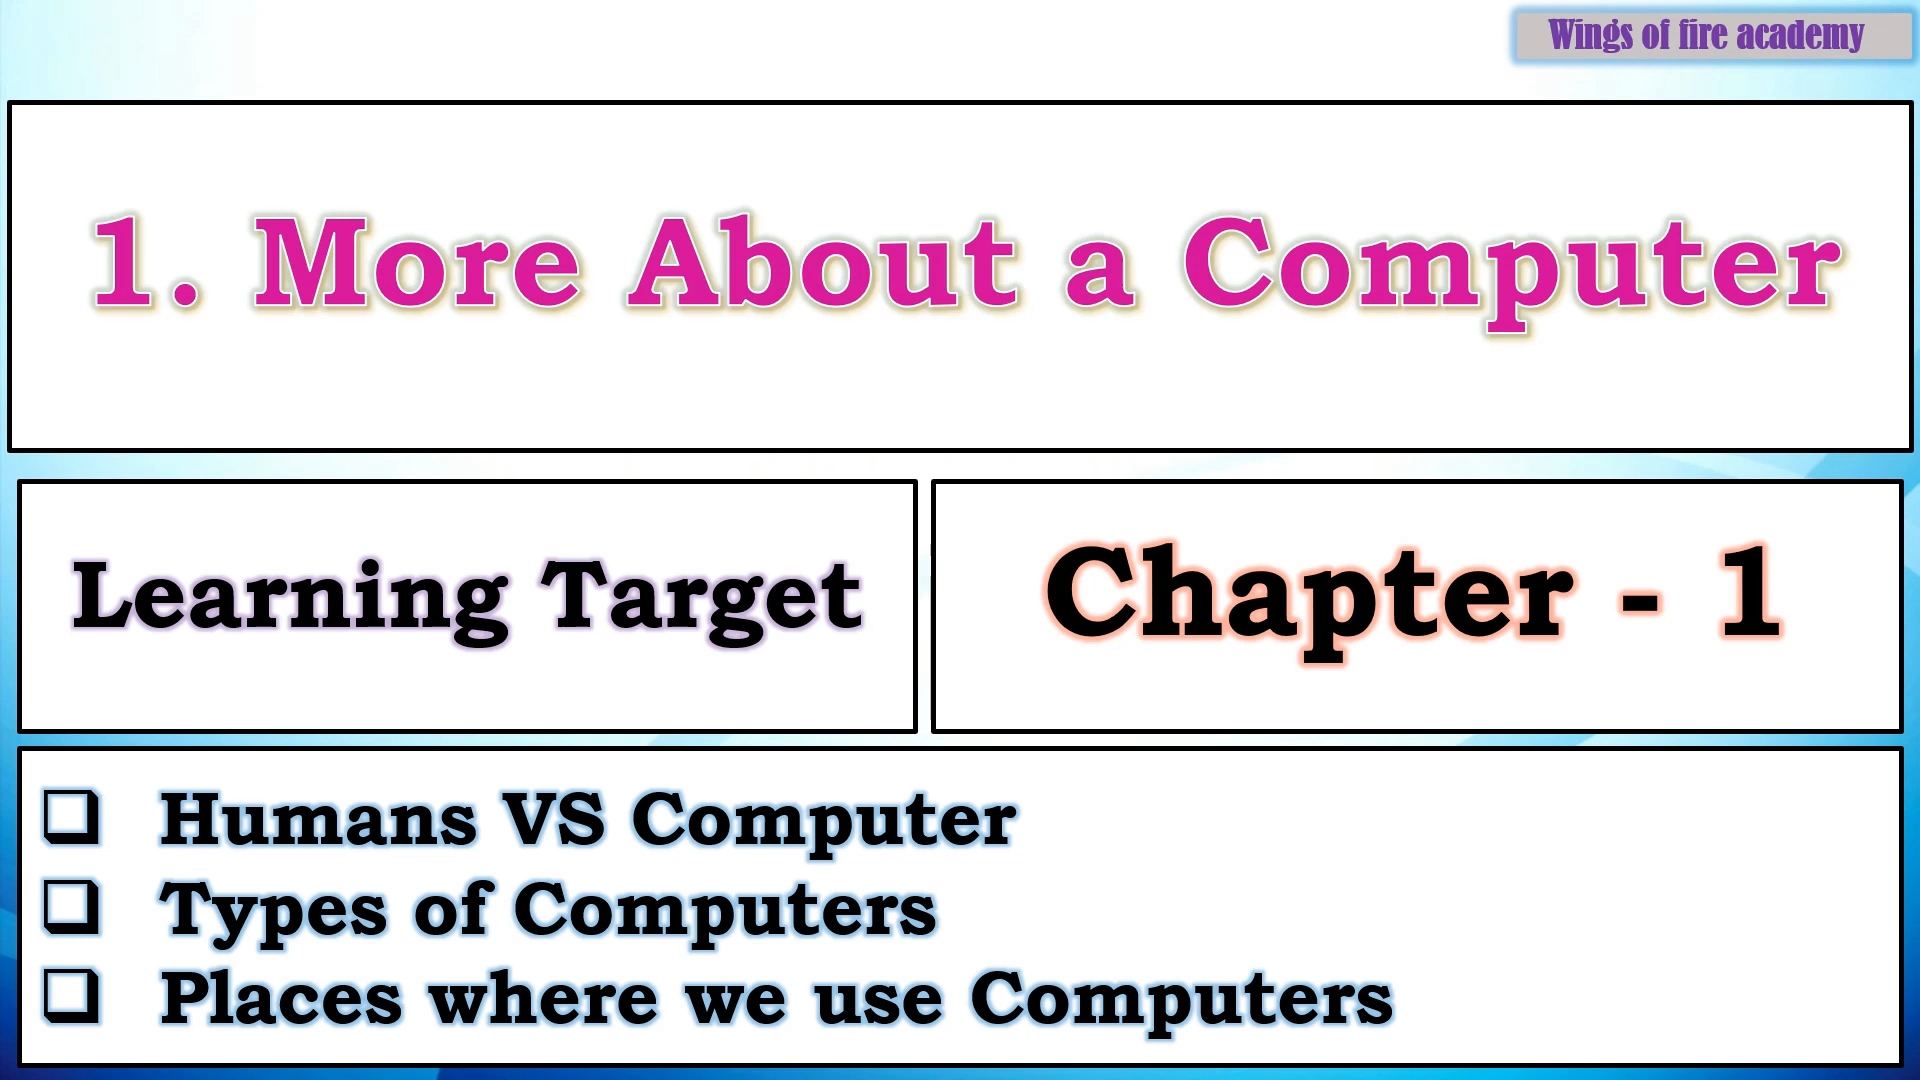 Wings of fire academy
1. More About a Computer
Learning Target
Chapter - 1
Humans VS Computer
Types of Computers
Places where we use Computers